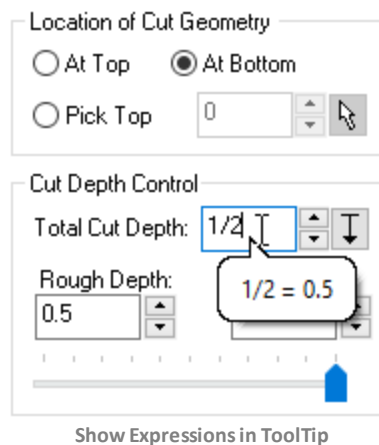 Location of Cut Geometry
At Top At Bottom
Pick Top 0
Cut Depth Control
Total Cut Depth: 1/2
1/2 = 0.5
Rough Depth:
0.5
Show Expressions in ToolTip